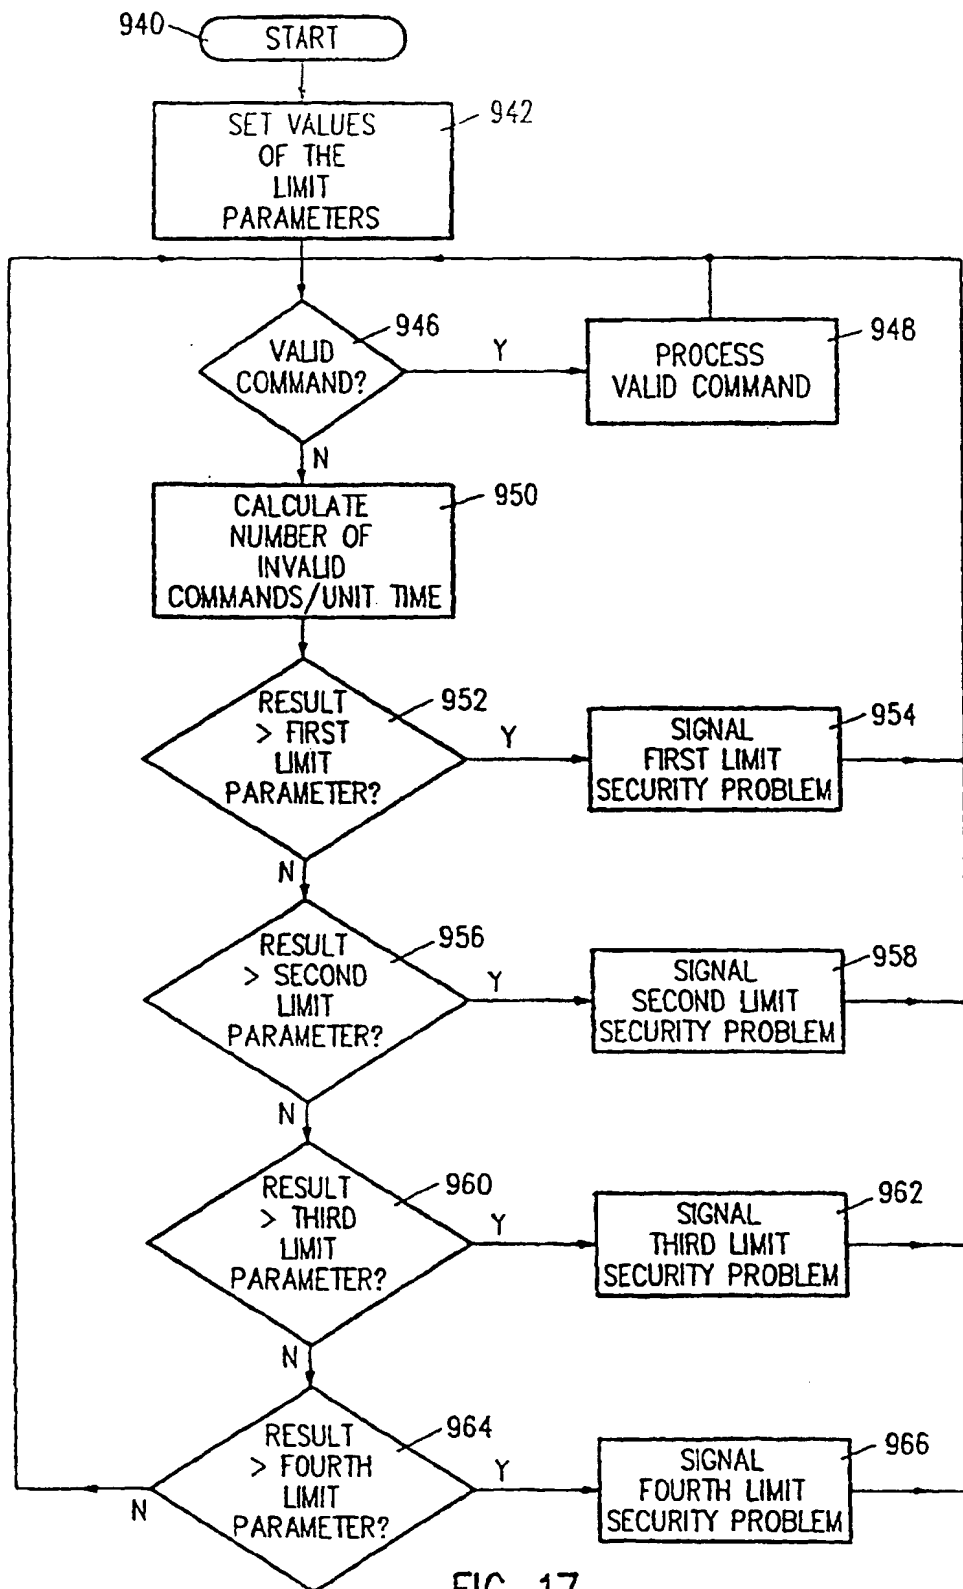 940
START
942
SET VALUES
OF THE
LIMIT
PARAMETERS
946
VALID
COMMAND?
Y
948
PROCESS
VALID COMMAND
N
950
CALCULATE
NUMBER OF
INVALID
COMMANDS/UNIT TIME
952
RESULT
> FIRST
LIMIT
PARAMETER?
Y
954
SIGNAL
FIRST LIMIT
SECURITY PROBLEM
N
956
RESULT
> SECOND
LIMIT
PARAMETER?
Y
958
SIGNAL
SECOND LIMIT
SECURITY PROBLEM
N
960
RESULT
> THIRD
LIMIT
PARAMETER?
Y
962
SIGNAL
THIRD LIMIT
SECURITY PROBLEM
N
964
RESULT
> FOURTH
LIMIT
PARAMETER?
N
Y
966
SIGNAL
FOURTH LIMIT
SECURITY PROBLEM
FIG. 17